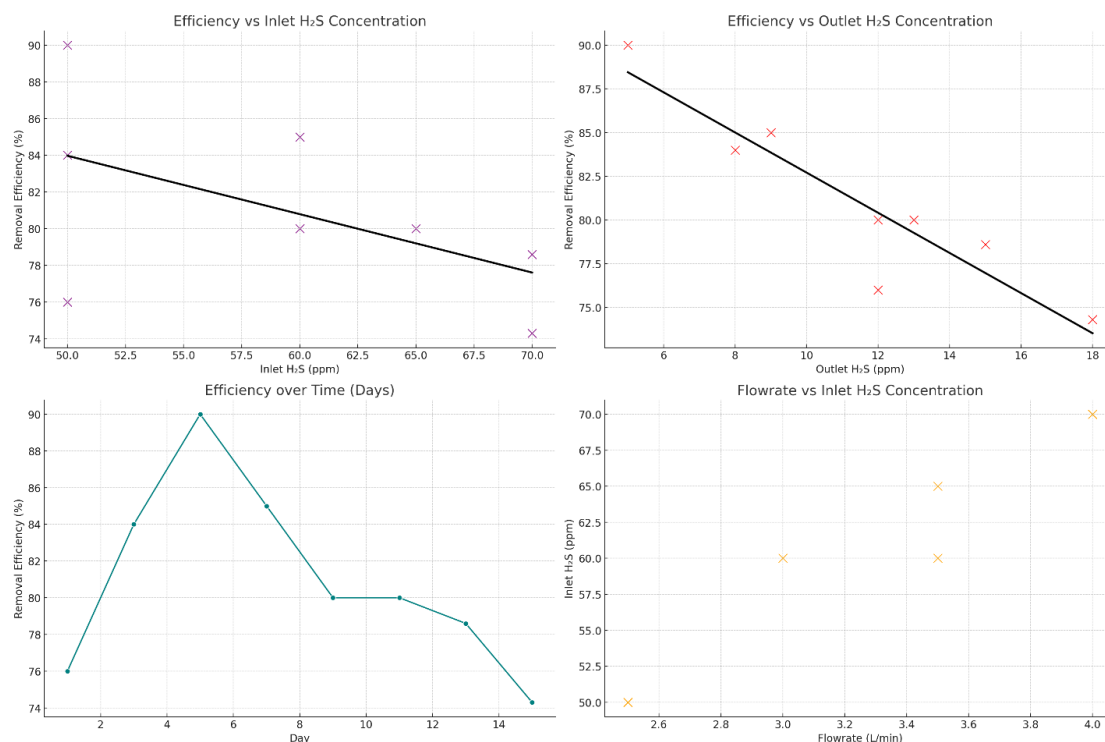 Efficiency vs Inlet H₂S Concentration
Removal Efficiency (%)
90
88
86
84
82
80
78
76
74
50.0 52.5 55.0 57.5 60.0 62.5 65.0 67.5 70.0
Inlet H₂S (ppm)
Efficiency vs Outlet H₂S Concentration
Removal Efficiency (%)
90.0
87.5
85.0
82.5
80.0
77.5
75.0
6 8 10 12 14 16 18
Outlet H₂S (ppm)
Efficiency over Time (Days)
Removal Efficiency (%)
90
88
86
84
82
80
78
76
74
2 4 6 8 10 12 14
Day
Flowrate vs Inlet H₂S Concentration
Inlet H₂S (ppm)
70.0
67.5
65.0
62.5
60.0
57.5
55.0
52.5
50.0
2.6 2.8 3.0 3.2 3.4 3.6 3.8 4.0
Flowrate (L/min)